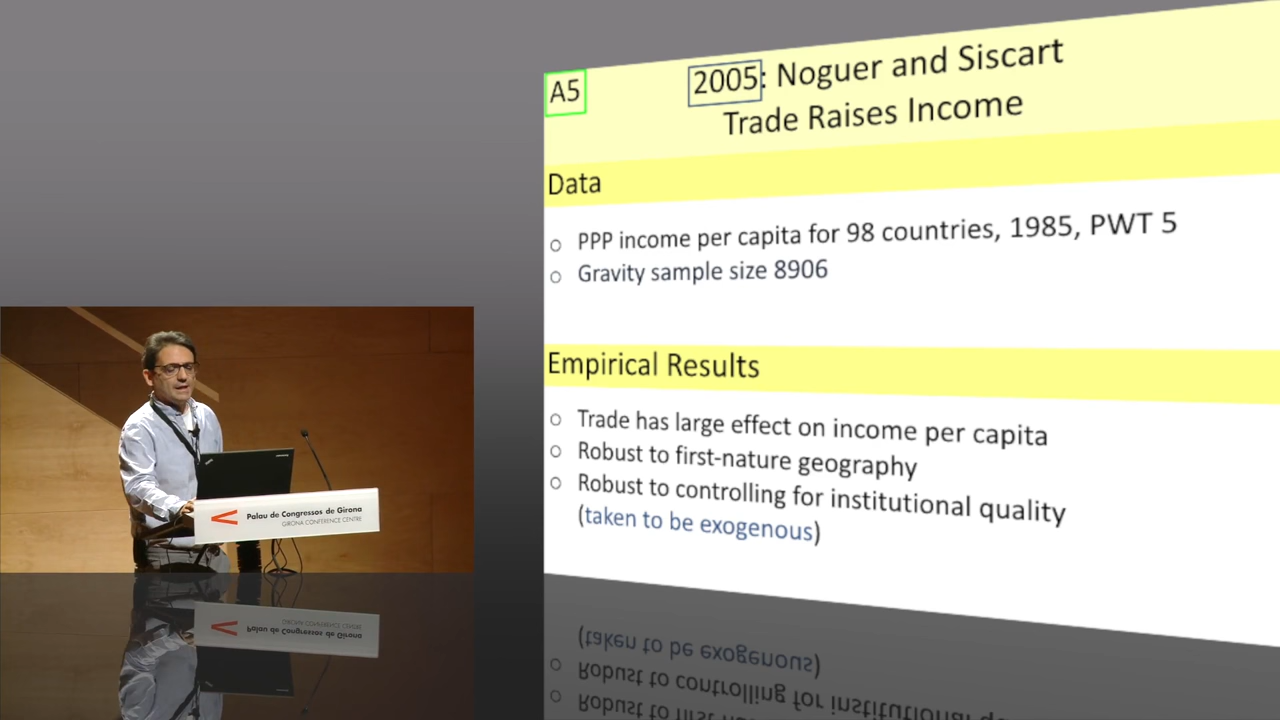 A5
2005: Noguer and Siscart
Trade Raises Income
Data
○ PPP income per capita for 98 countries, 1985, PWT 5
○ Gravity sample size 8906
Empirical Results
○ Trade has large effect on income per capita
○ Robust to first-nature geography
○ Robust to controlling for institutional quality
(taken to be exogenous)
Palau de Congressos de Girona
GIRONA CONFERENCE CENTRE